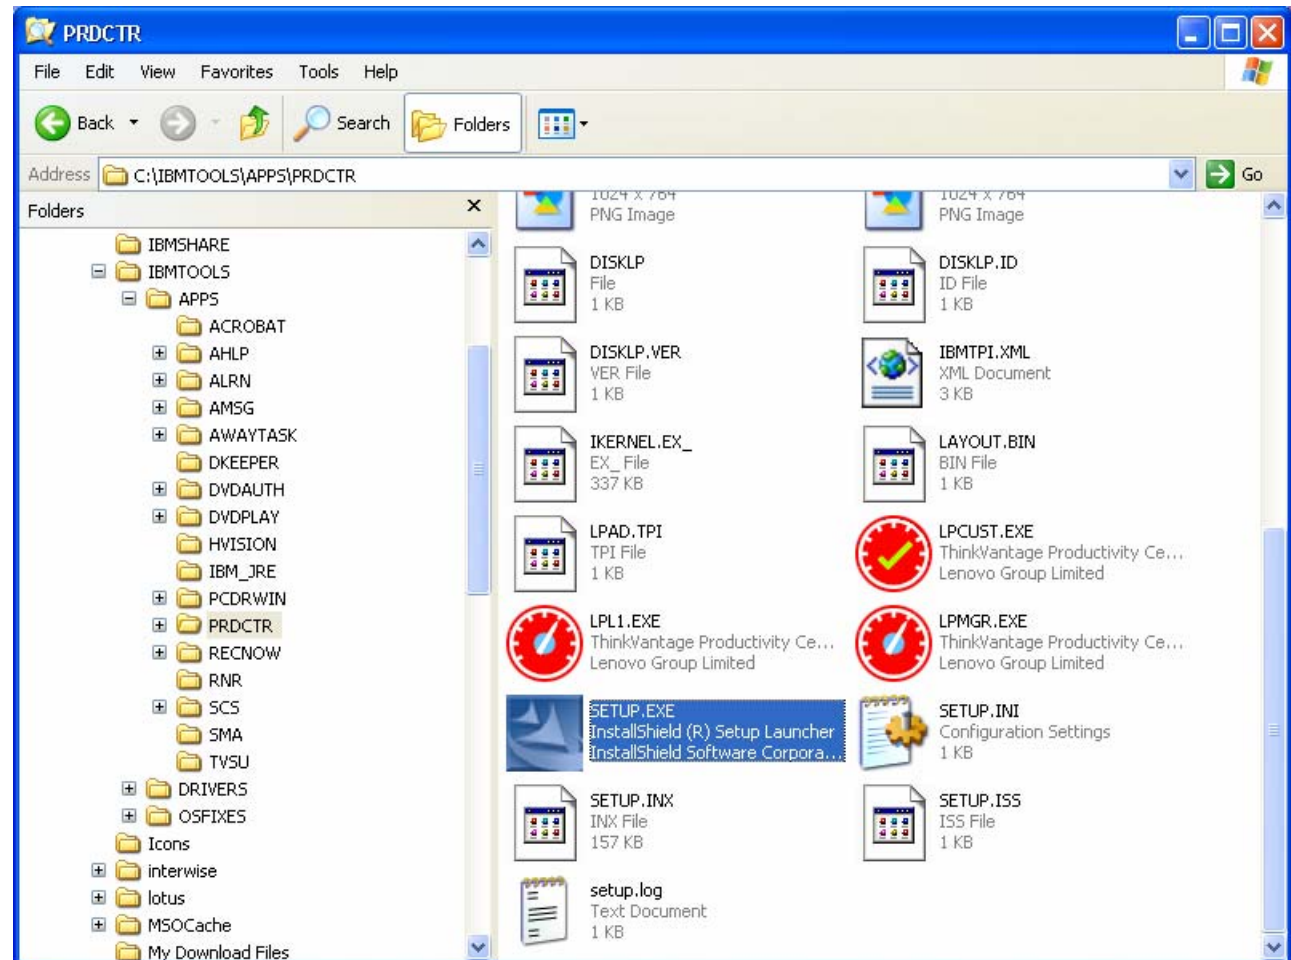 PRDCTR
File Edit View Favorites Tools Help
Back Search Folders
Address C:\IBMTOOLS\APPS\PRDCTR Go
Folders
IBMSHARE
IBMTOOLS
APPS
ACROBAT
AHLP
ALRN
AMSG
AWAYTASK
DKEEPER
DVDAUTH
DVDPLAY
HVISION
IBM_JRE
PCDRWIN
PRDCTR
RECNOW
RNR
SCS
SMA
TVSU
DRIVERS
OSFIXES
Icons
interwise
lotus
MSOCache
My Download Files
1024 x 764
PNG Image
1024 x 764
PNG Image
DISKLP
File
1 KB
DISKLP.ID
ID File
1 KB
DISKLP.VER
VER File
1 KB
IBMTPI.XML
XML Document
3 KB
IKERNEL.EX_
EX_ File
337 KB
LAYOUT.BIN
BIN File
1 KB
LPAD.TPI
TPI File
1 KB
LPCUST.EXE
ThinkVantage Productivity Ce...
Lenovo Group Limited
LPL1.EXE
ThinkVantage Productivity Ce...
Lenovo Group Limited
LPMGR.EXE
ThinkVantage Productivity Ce...
Lenovo Group Limited
SETUP.EXE
InstallShield (R) Setup Launcher
InstallShield Software Corpora...
SETUP.INI
Configuration Settings
1 KB
SETUP.INX
INX File
157 KB
SETUP.ISS
ISS File
1 KB
setup.log
Text Document
1 KB